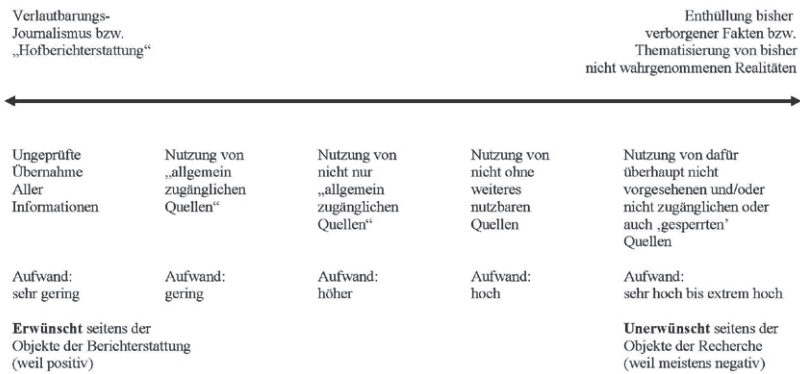 Verlautbarungs-
Journalismus bzw.
„Hofberichterstattung“
Enthüllung bisher
verborgener Fakten bzw.
Thematisierung von bisher
nicht wahrgenommenen Realitäten
Ungeprüfte
Übernahme
Aller
Informationen
Nutzung von
„allgemein
zugänglichen
Quellen“
Nutzung von
nicht nur
„allgemein
zugänglichen
Quellen“
Nutzung von
nicht ohne
weiteres
nutzbaren
Quellen
Nutzung von dafür
überhaupt nicht
vorgesehenen und/oder
nicht zugänglichen oder
auch ‚gesperrten’
Quellen
Aufwand:
sehr gering
Aufwand:
gering
Aufwand:
höher
Aufwand:
hoch
Aufwand:
sehr hoch bis extrem hoch
Erwünscht seitens der
Objekte der Berichterstattung
(weil positiv)
Unerwünscht seitens der
Objekte der Recherche
(weil meistens negativ)